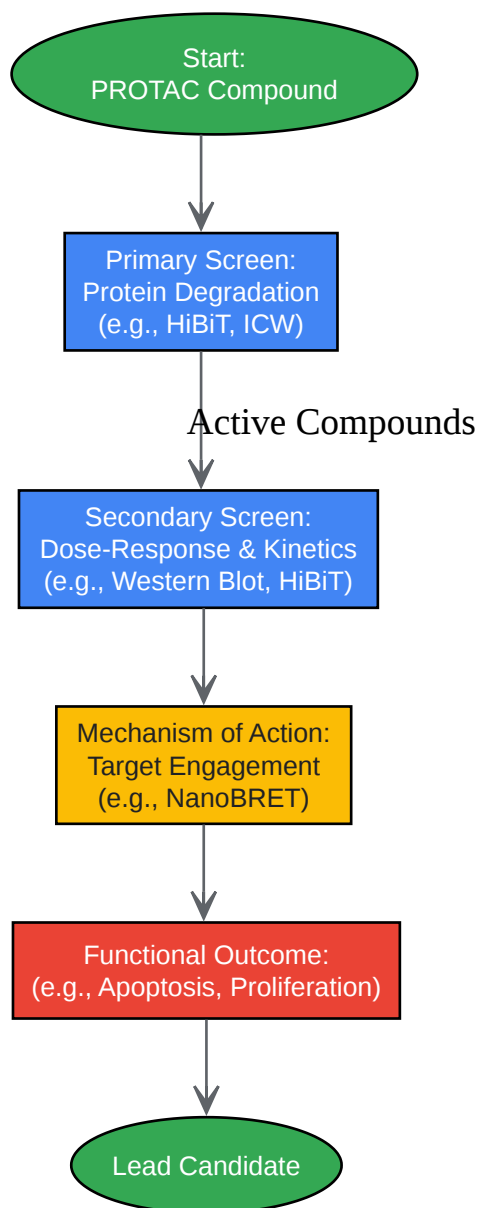 Start:
PROTAC Compound
Primary Screen:
Protein Degradation
(e.g., HiBiT, ICW)
Active Compounds
Secondary Screen:
Dose-Response & Kinetics
(e.g., Western Blot, HiBiT)
Mechanism of Action:
Target Engagement
(e.g., NanoBRET)
Functional Outcome:
(e.g., Apoptosis, Proliferation)
Lead Candidate